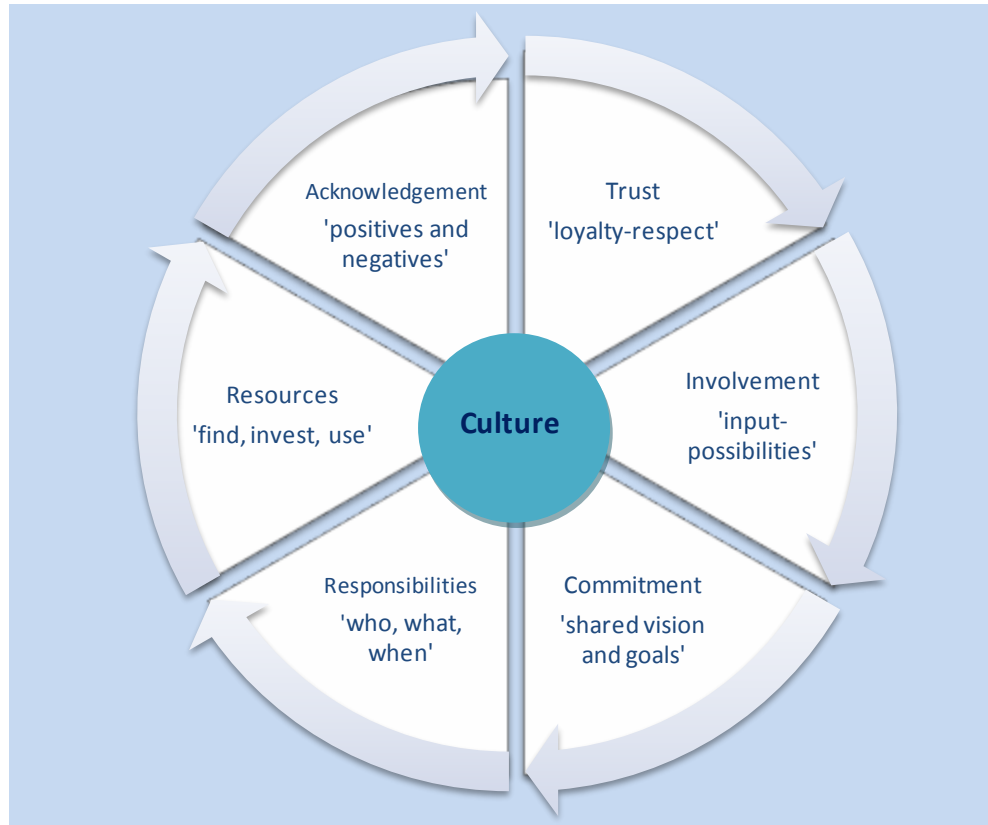 Acknowledgement
'positives and
negatives'
Trust
'loyalty-respect'
Involvement
'input-
possibilities'
Commitment
'shared vision
and goals'
Responsibilities
'who, what,
when'
Resources
'find, invest, use'
Culture